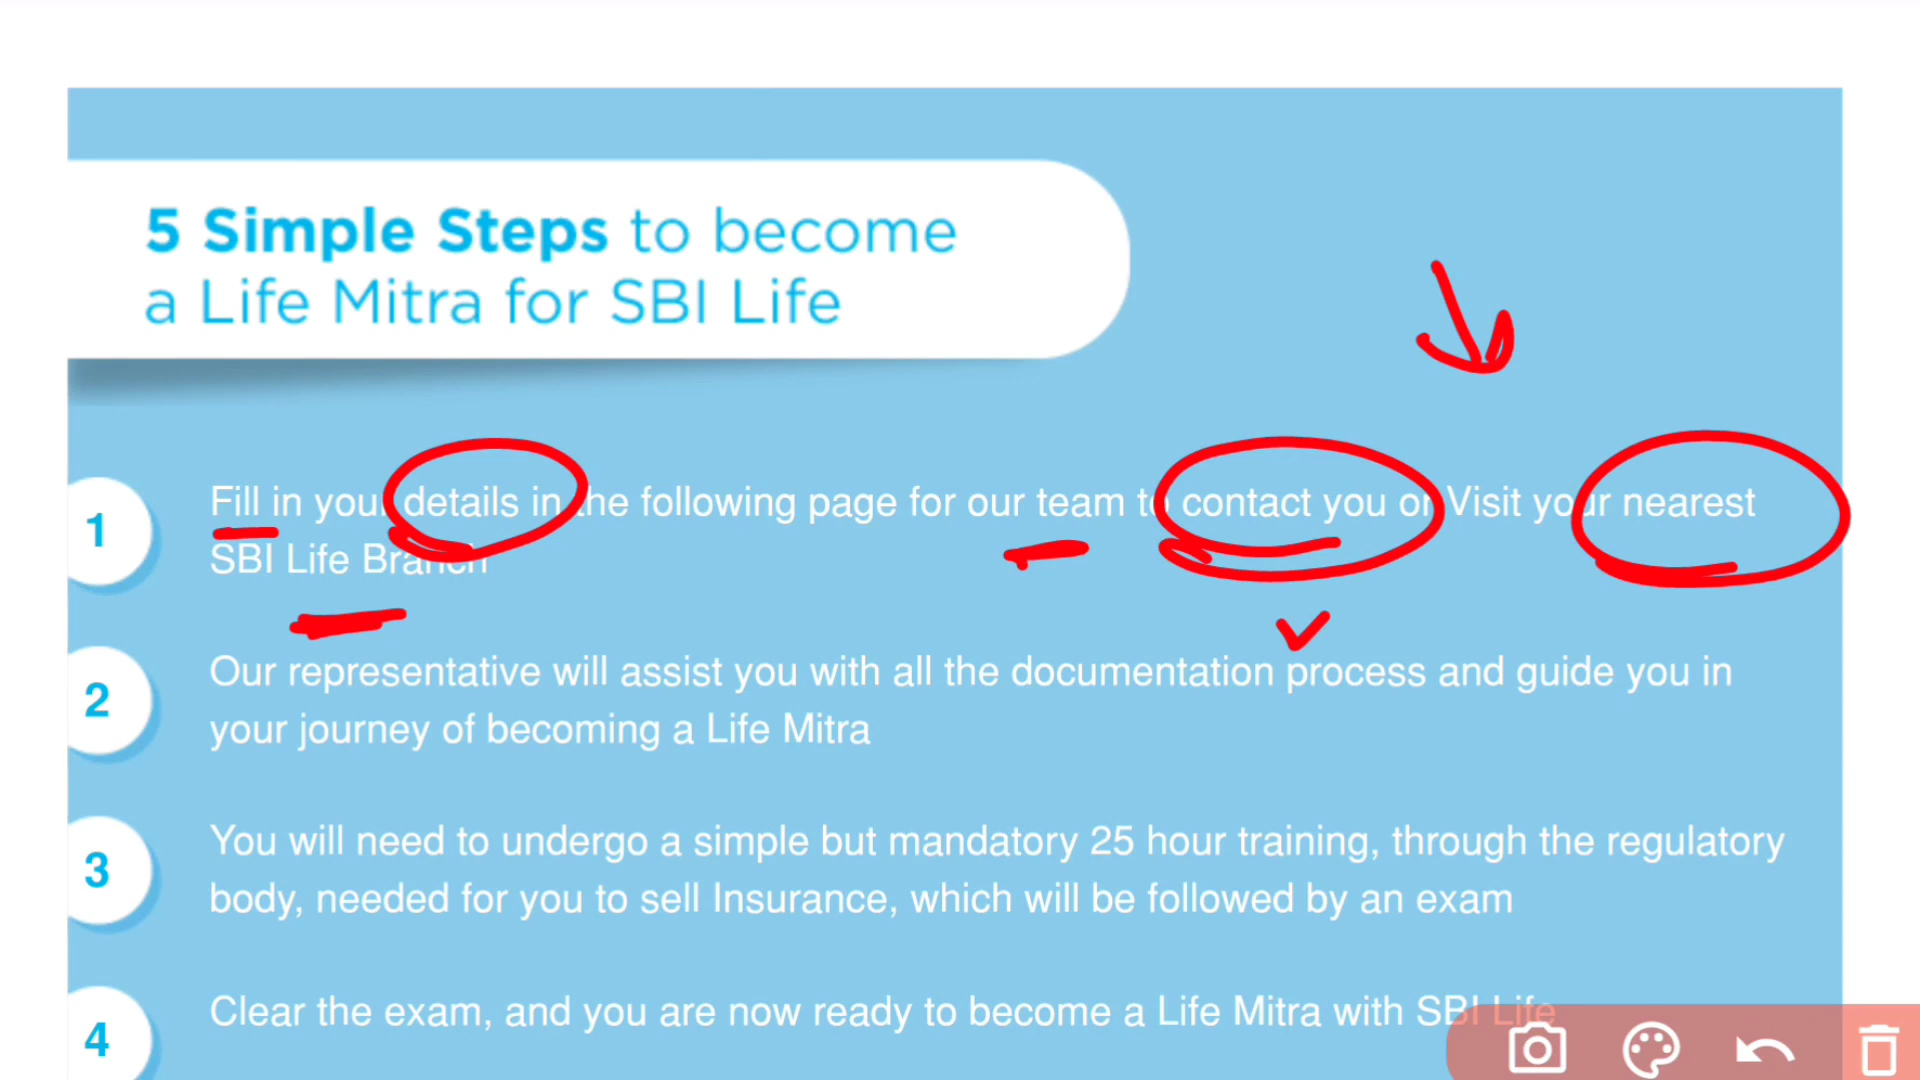 5 Simple Steps to become
a Life Mitra for SBI Life
1
Fill in your details in the following page for our team to contact you or Visit your nearest
SBI Life Branch
2
Our representative will assist you with all the documentation process and guide you in
your journey of becoming a Life Mitra
3
You will need to undergo a simple but mandatory 25 hour training, through the regulatory
body, needed for you to sell Insurance, which will be followed by an exam
4
Clear the exam, and you are now ready to become a Life Mitra with SBI Life